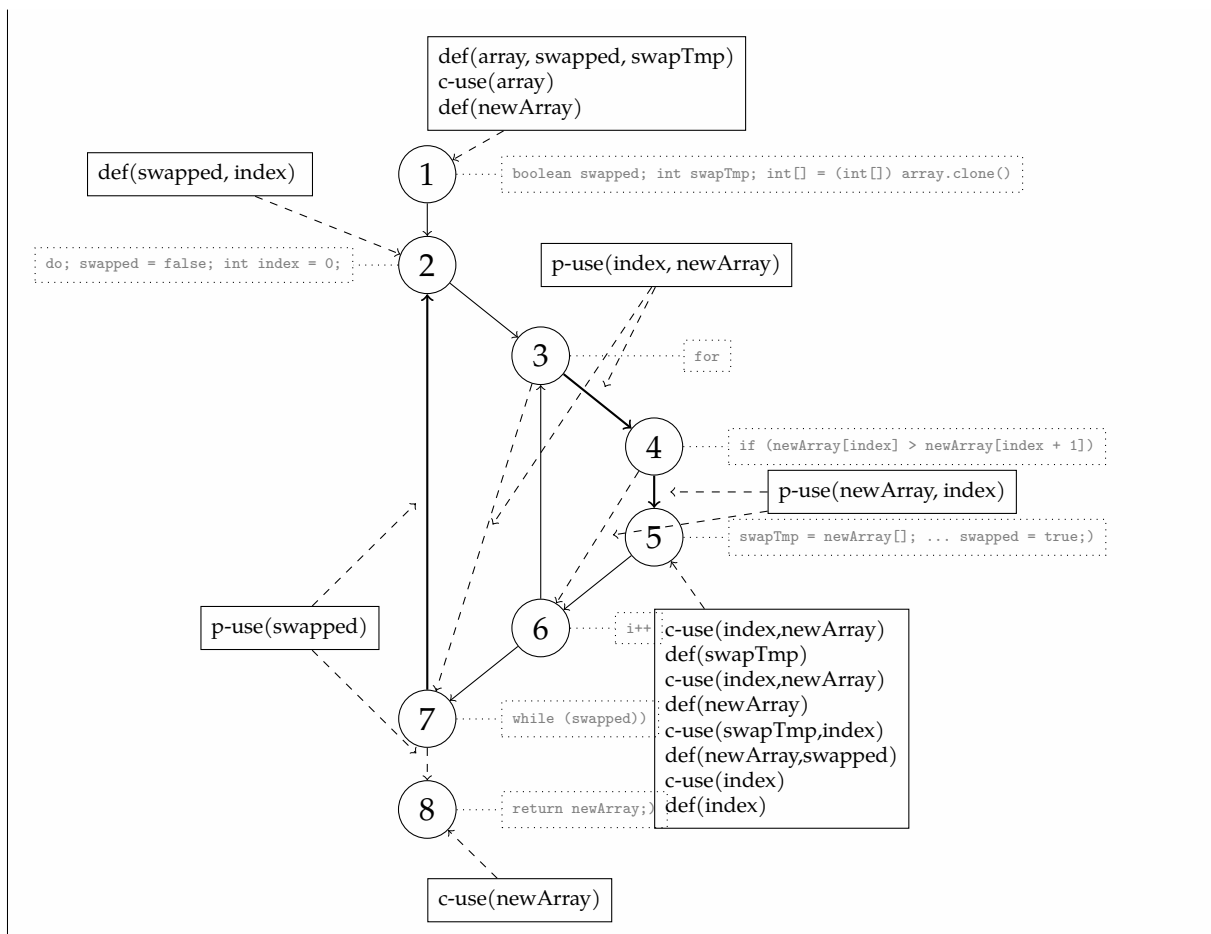 def(array, swapped, swapTmp)
c-use(array)
def(newArray)
def(swapped, index)
1
boolean swapped; int swapTmp; int[] = (int[]) array.clone()
do; swapped = false; int index = 0;
2
p-use(index, newArray)
3
for
4
if (newArray[index] > newArray[index + 1])
p-use(newArray, index)
5
swapTmp = newArray[]; ... swapped = true;)
p-use(swapped)
6
i++
c-use(index,newArray)
def(swapTmp)
c-use(index,newArray)
def(newArray)
c-use(swapTmp,index)
def(newArray,swapped)
c-use(index)
def(index)
7
while (swapped))
8
return newArray;)
c-use(newArray)